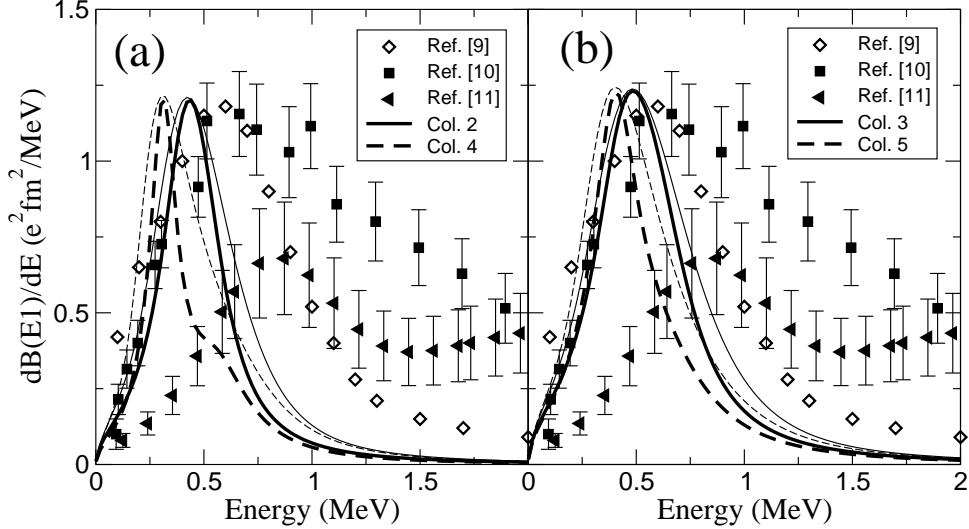 1.5
1
0.5
0
dB(E1)/dE (e²fm²/MeV)
(a)
Ref. [9]
Ref. [10]
Ref. [11]
Col. 2
Col. 4
0 0.5 1 1.5
Energy (MeV)
(b)
Ref. [9]
Ref. [10]
Ref. [11]
Col. 3
Col. 5
0 0.5 1 1.5 2
Energy (MeV)